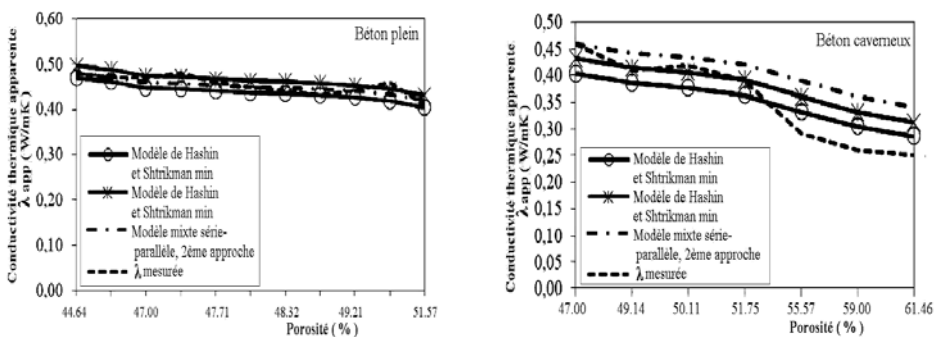 Conductivité thermique apparente
λ app (W/mK)
0,60
0,50
0,40
0,30
0,20
0,10
0,00
Béton plein
Modèle de Hashin
et Shtrikman min
Modèle de Hashin
et Shtrikman min
Modèle mixte série-
parallèle, 2ème approche
λ mesurée
44.64 47.00 47.71 48.32 49.21 51.57
Porosité (%)
Conductivité thermique apparente
λ app (W/mK)
0,50
0,45
0,40
0,35
0,30
0,25
0,20
0,15
0,10
0,05
0,00
Béton caverneux
Modèle de Hashin
et Shtrikman min
Modèle de Hashin
et Shtrikman min
Modèle mixte série-
parallèle, 2ème approche
λ mesurée
47.00 49.14 50.11 51.75 55.57 59.00 61.46
Porosité (%)